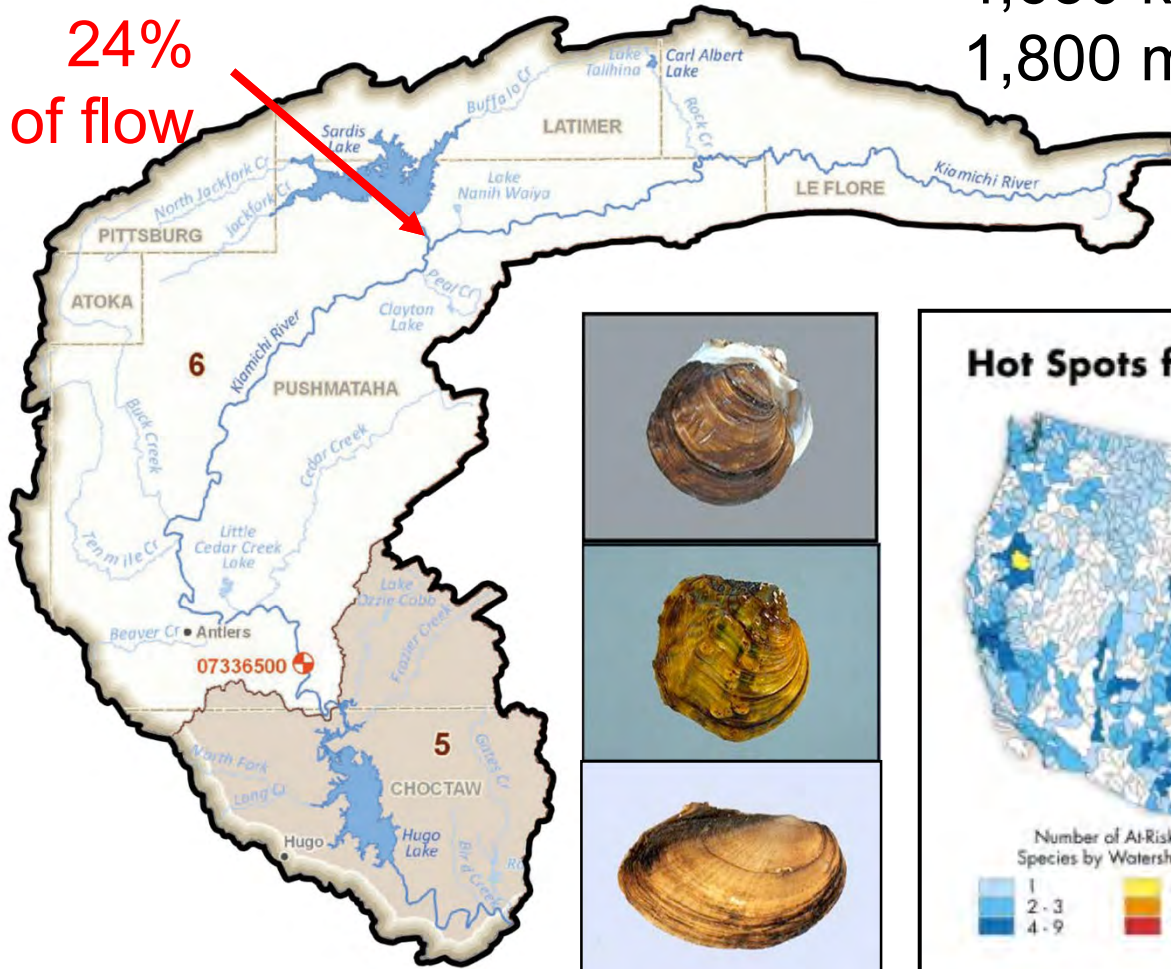 24%
of flow
1,800 m
Lake
Talihina
Carl Albert
Lake
Buffalo Cr
Rock Cr
LATIMER
Sardis
Lake
North Jackfork Cr
Jackfork Cr
Lake
Nanih Waiya
LE FLORE
Kiamichi River
PITTSBURG
ATOKA
Peal Cr
Clayton
Lake
Kiamichi River
6
PUSHMATAHA
Buck Creek
Cedar Creek
Tenmile Cr
Little
Cedar Creek
Lake
Lake
Ozzie Cobb
Frazier Creek
Beaver Cr
Antlers
07336500
5
North Fork
Long Cr
CHOCTAW
Gates Cr
Hugo
Hugo
Lake
Bird Creek
Hot Spots f
Number of At-Risk
Species by Watersh
1
2 - 3
4 - 9